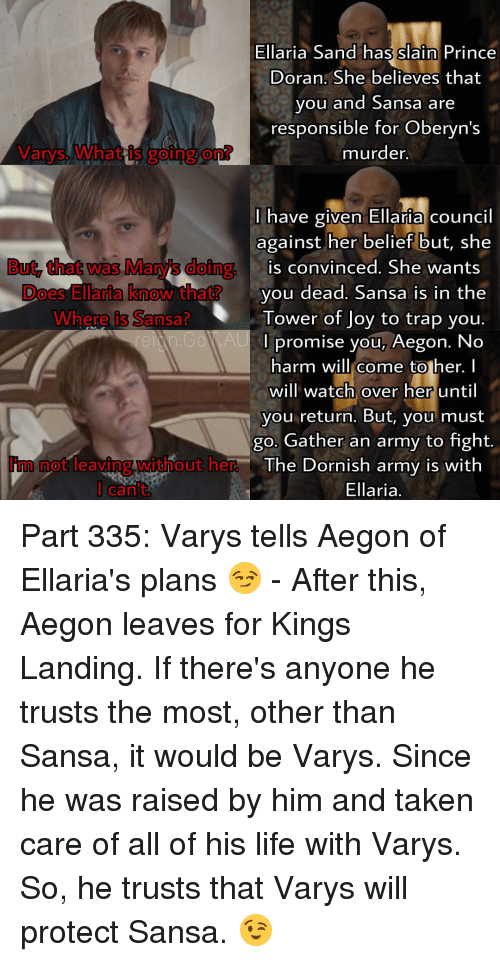 Ellaria Sand has slain Prince
Doran. She believes that
you and Sansa are
responsible for Oberyn's
murder.
Varys. What is going on?
I have given Ellaria council
against her belief but, she
is convinced. She wants
you dead. Sansa is in the
Tower of Joy to trap you.
But, that was Mary's doing.
Does Ellaria know that?
Where is Sansa?
I promise you, Aegon. No
harm will come to her. I
will watch over her until
you return. But, you must
go. Gather an army to fight.
The Dornish army is with
Ellaria.
I'm not leaving without her.
I can't.
Part 335: Varys tells Aegon of
Ellaria's plans 😏 - After this,
Aegon leaves for Kings
Landing. If there's anyone he
trusts the most, other than
Sansa, it would be Varys. Since
he was raised by him and taken
care of all of his life with Varys.
So, he trusts that Varys will
protect Sansa. 😉